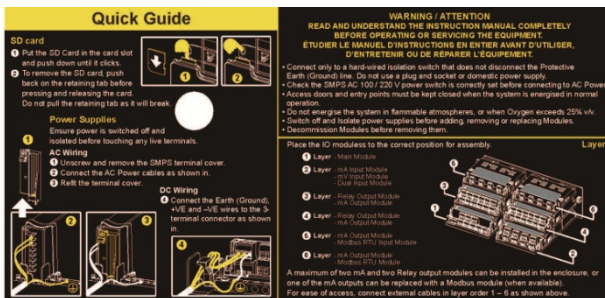 Quick Guide
SD card
1 Put the SD Card in the card slot
and push down until it clicks.
2 To remove the SD card, push
back on the retaining tab before
pressing and releasing the card.
Do not pull the retaining tab as it will break.
1
2
Power Supplies
Ensure power is switched off and
isolated before touching any live terminals.
AC Wiring
1 Unscrew and remove the SMPS terminal cover.
2 Connect the AC Power cables as shown in.
3 Refit the terminal cover.
DC Wiring
4 Connect the Earth (Ground),
+VE and –VE wires to the 3-
terminal connector as shown
in.
1
2
3
4
WARNING / ATTENTION
READ AND UNDERSTAND THE INSTRUCTION MANUAL COMPLETELY
BEFORE OPERATING OR SERVICING THE EQUIPMENT.
ÉTUDIER LE MANUEL D'INSTRUCTIONS EN ENTIER AVANT D'UTILISER,
D'ENTRETENIR OU DE RÉPARER L'ÉQUIPEMENT.
• Connect only to a hard-wired isolation switch that does not disconnect the Protective
Earth (Ground) line. Do not use a plug and socket or domestic power supply.
• Check the SMPS AC 100 / 220 V power switch is correctly set before connecting to AC Power
• Access doors and entry points must be kept closed when the system is energised in normal
operation.
• Do not energise the system in flammable atmospheres, or when Oxygen exceeds 25% v/v.
• Switch off and Isolate power supplies before adding, removing or replacing Modules.
• Decommission Modules before removing them.
Place the IO moduless to the correct position for assembly.
Layer
1 Layer - Main Module
2 Layer - mA Input Module
- mV Input Module
- Dual Input Module
3 Layer - Relay Output Module
- mA Output Module
4 Layer - Relay Output Module
- mA Output Module
5 Layer - mA Output Module
- Modbus RTU Input Module
6 Layer - mA Output Module
- Modbus RTU Module
A maximum of two mA and two Relay output modules can be installed in the enclosure, or
one of the mA outputs can be replaced with a Modbus module (when available).
For ease of access, connect external cables in layer order 1 – 6 as shown above.